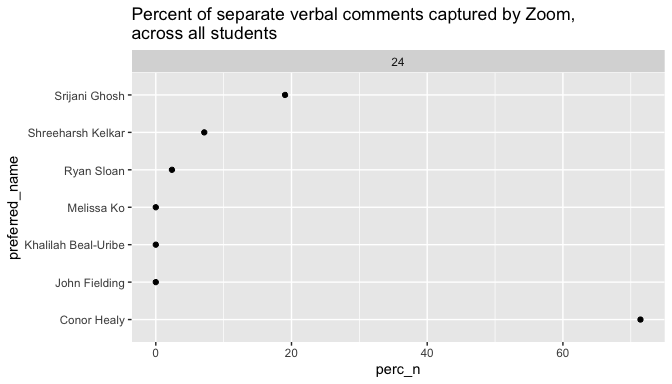 Percent of separate verbal comments captured by Zoom,
across all students
24
preferred_name
Srijani Ghosh
Shreeharsh Kelkar
Ryan Sloan
Melissa Ko
Khalilah Beal-Uribe
John Fielding
Conor Healy
0 20 40 60
perc_n